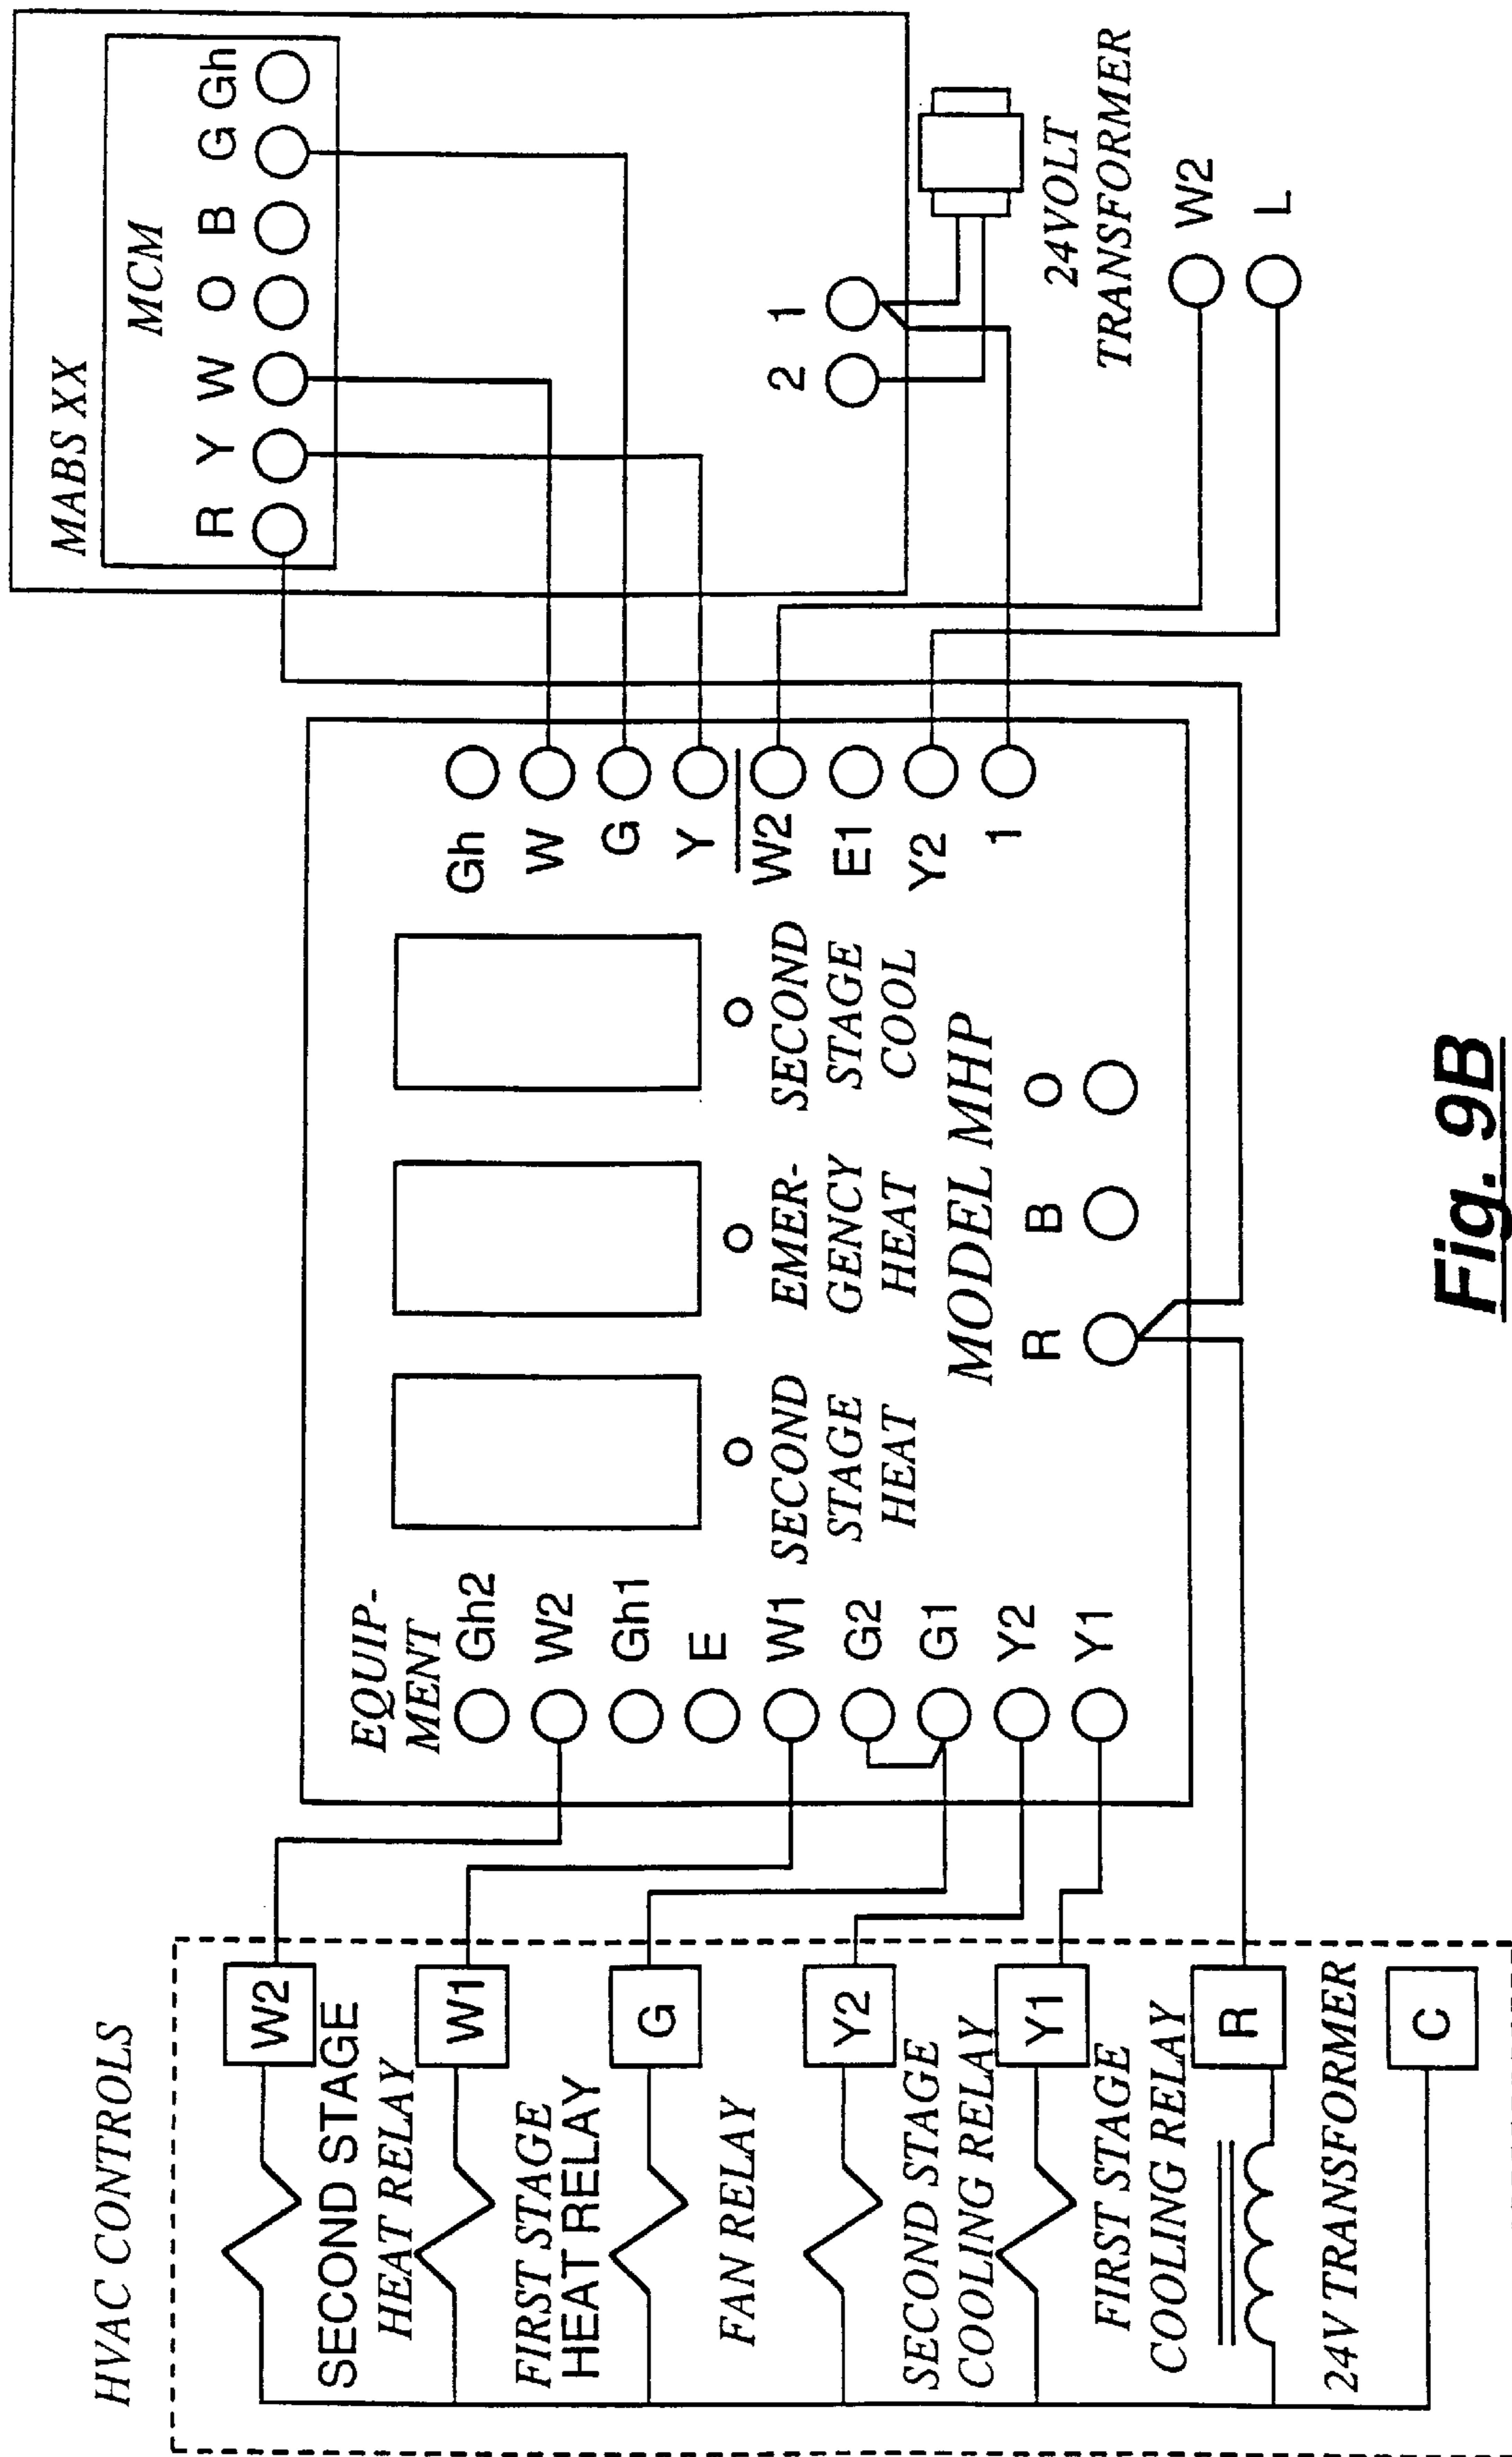 HVAC CONTROLS
W2
SECOND STAGE
HEAT RELAY
W1
FIRST STAGE
HEAT RELAY
G
FAN RELAY
Y2
SECOND STAGE
COOLING RELAY
Y1
FIRST STAGE
COOLING RELAY
R
24V TRANSFORMER
C
EQUIP-
MENT
Gh2
W2
Gh1
E
W1
G2
G1
Y2
Y1
SECOND
STAGE
HEAT
EMER-
GENCY
HEAT
SECOND
STAGE
COOL
MODEL MHP
R B O
Gh
W
G
Y
W2
E1
Y2
1
MABS XX
MCM
R Y W O B G Gh
2 1
24VOLT
TRANSFORMER
W2
L
Fig. 9B